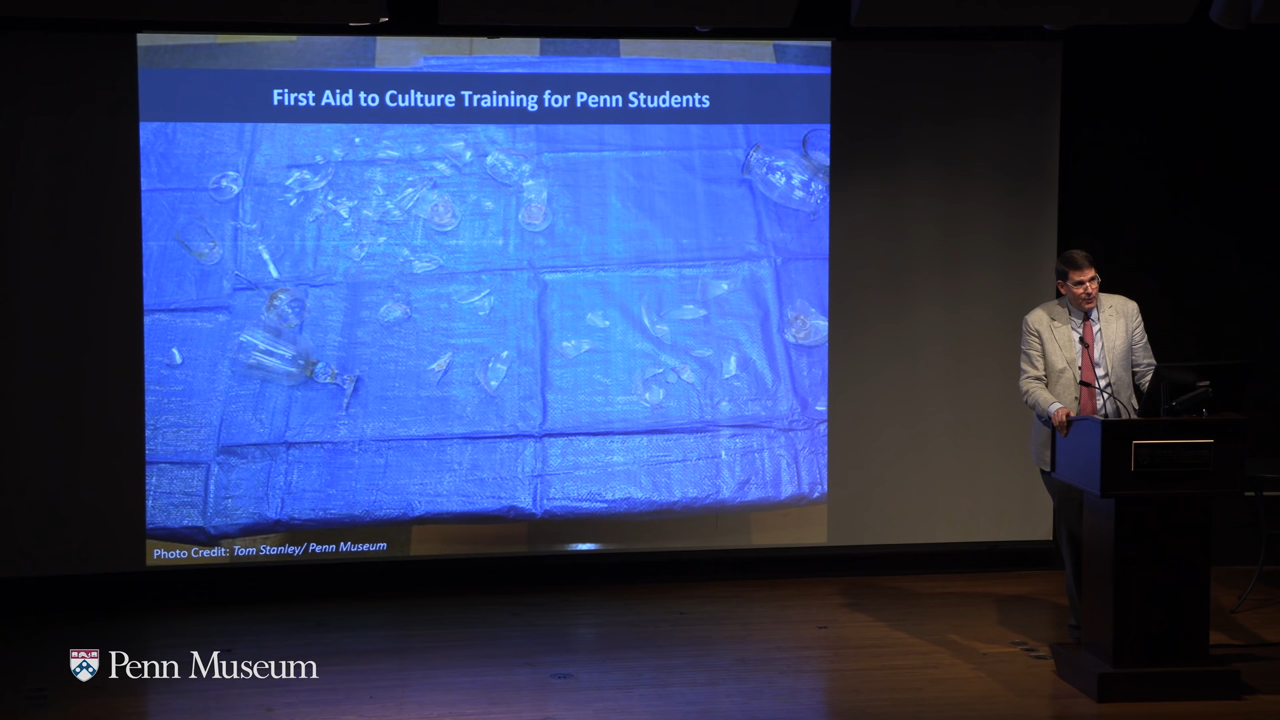 First Aid to Culture Training for Penn Students
Photo Credit: Tom Stanley/ Penn Museum
Penn Museum